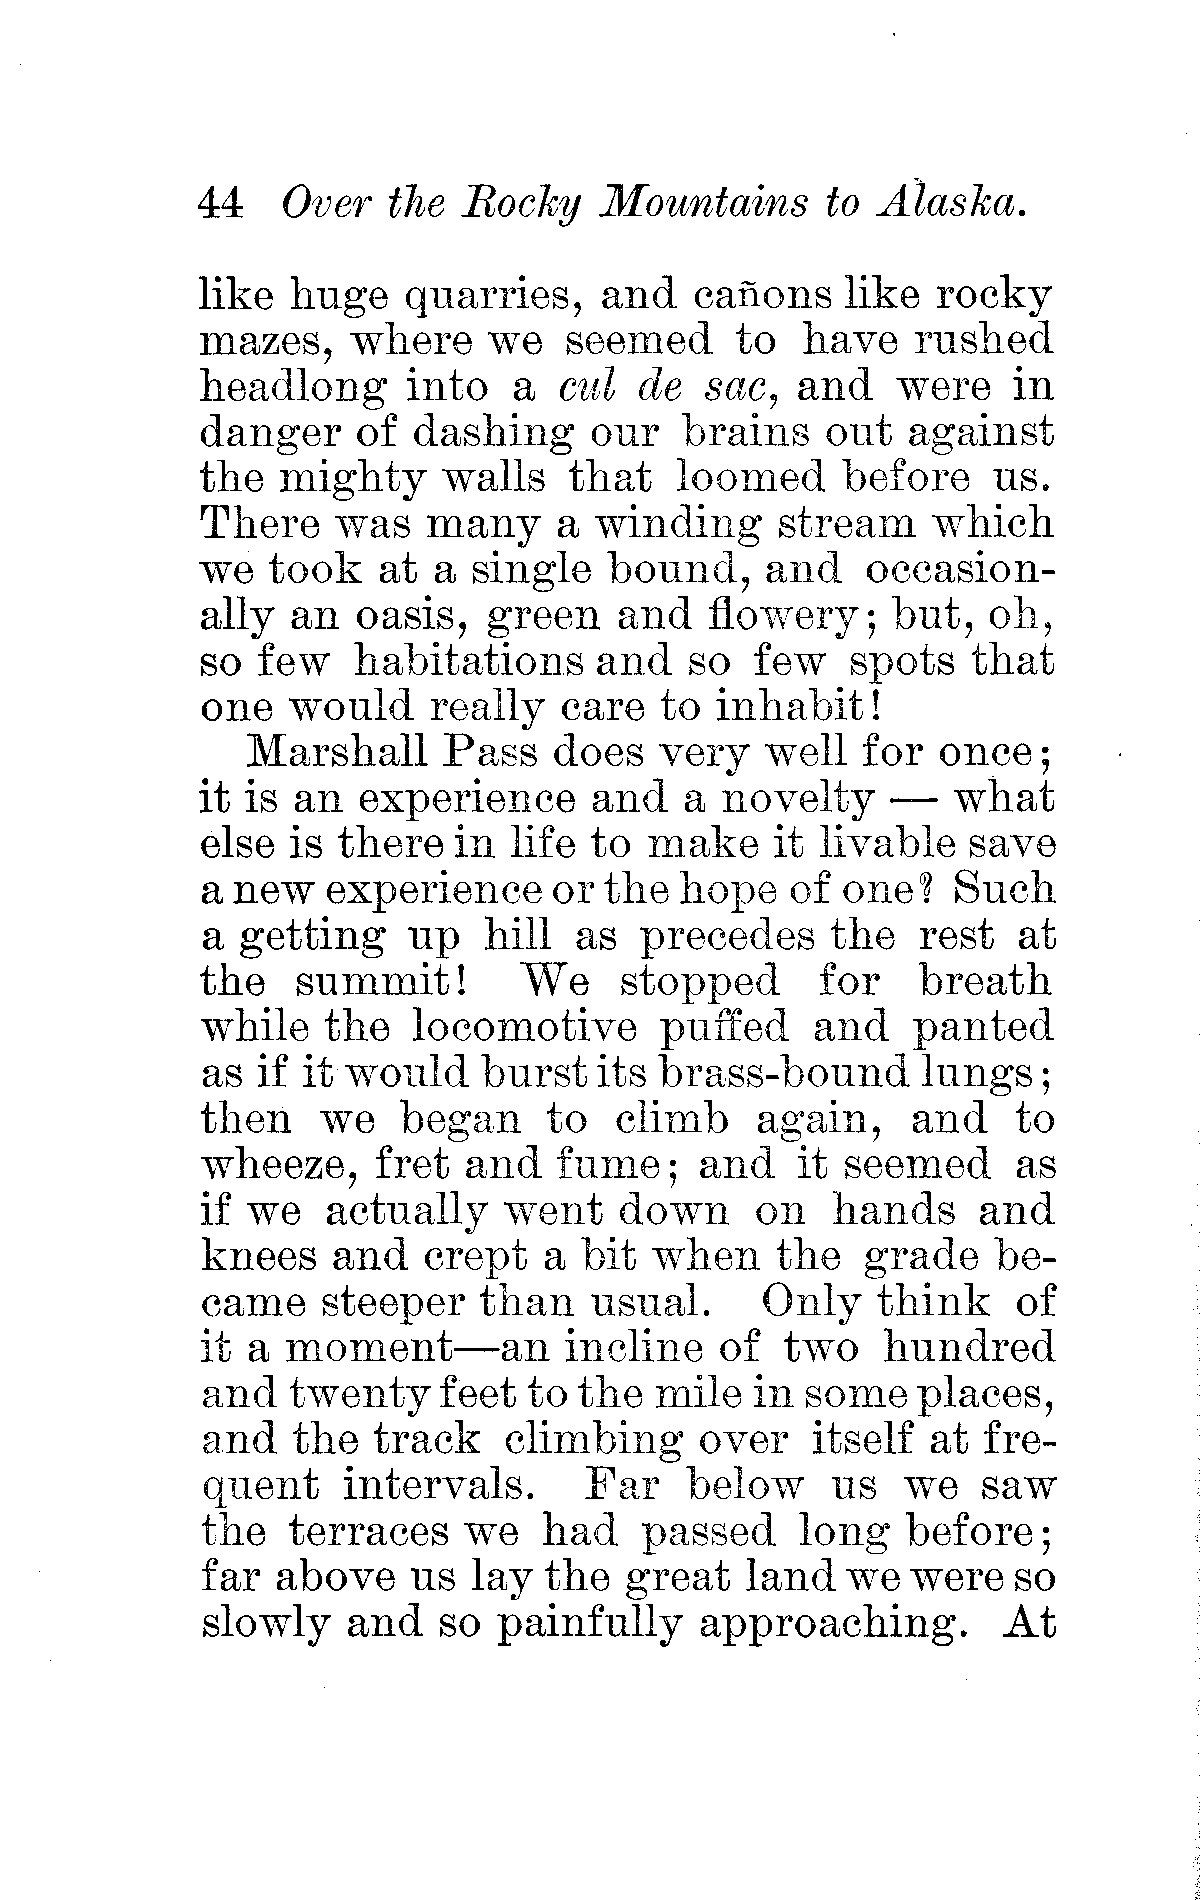 44 Over the Rocky Mountains to Alaska.
like huge quarries, and cañons like rocky
mazes, where we seemed to have rushed
headlong into a cul de sac, and were in
danger of dashing our brains out against
the mighty walls that loomed before us.
There was many a winding stream which
we took at a single bound, and occasion-
ally an oasis, green and flowery; but, oh,
so few habitations and so few spots that
one would really care to inhabit!
Marshall Pass does very well for once;
it is an experience and a novelty — what
else is there in life to make it livable save
a new experience or the hope of one? Such
a getting up hill as precedes the rest at
the summit! We stopped for breath
while the locomotive puffed and panted
as if it would burst its brass-bound lungs;
then we began to climb again, and to
wheeze, fret and fume; and it seemed as
if we actually went down on hands and
knees and crept a bit when the grade be-
came steeper than usual. Only think of
it a moment—an incline of two hundred
and twenty feet to the mile in some places,
and the track climbing over itself at fre-
quent intervals. Far below us we saw
the terraces we had passed long before;
far above us lay the great land we were so
slowly and so painfully approaching. At